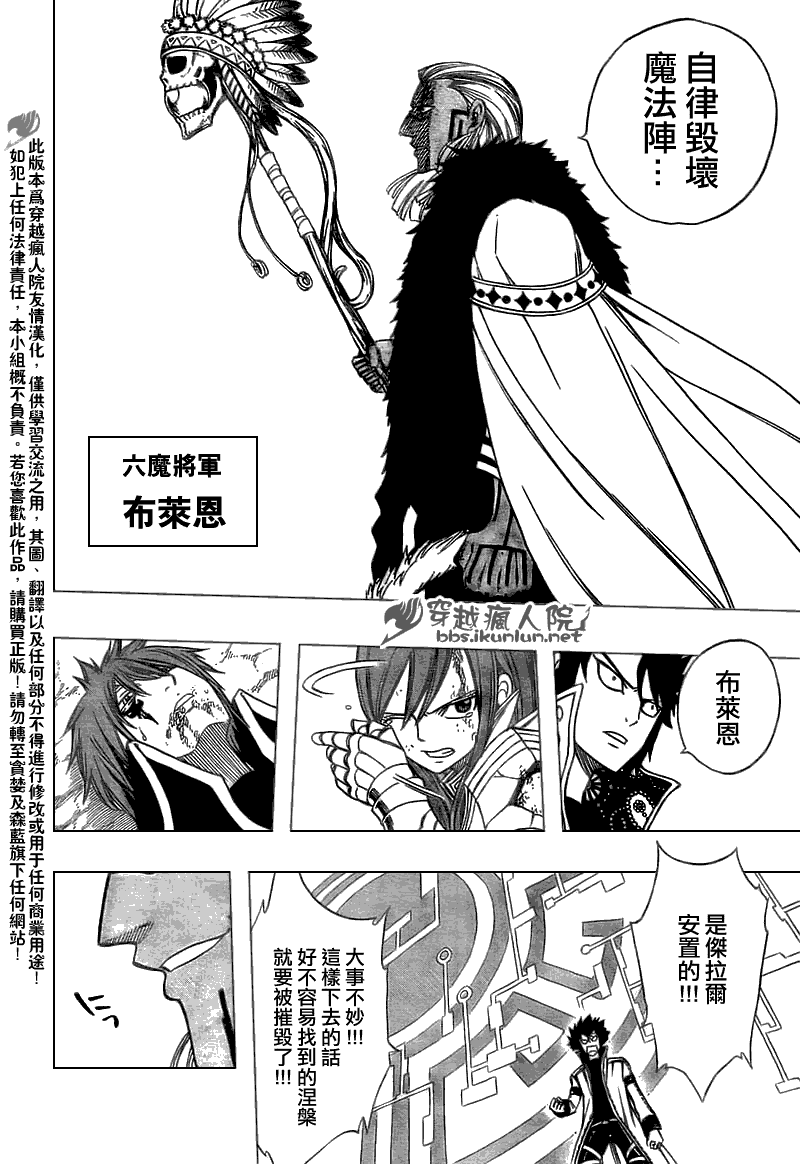 自律毀壞
魔法陣…
六魔將軍
布萊恩
穿越瘋人院
bbs.ikunlun.net
布萊恩
是傑拉爾
安置的!!!
大事不妙!!!
這樣下去的話
好不容易找到的涅槃
就要被摧毀了!!!
にっ
此版本爲穿越瘋人院友情漢化，僅供學習交流之用，其圖、翻譯以及任何部分不得進行修改或用于任何商業用途！
如犯上任何法律責任，本小組概不負責。若您喜歡此作品，請購買正版！請勿轉至貪婪及森藍旗下任何網站！